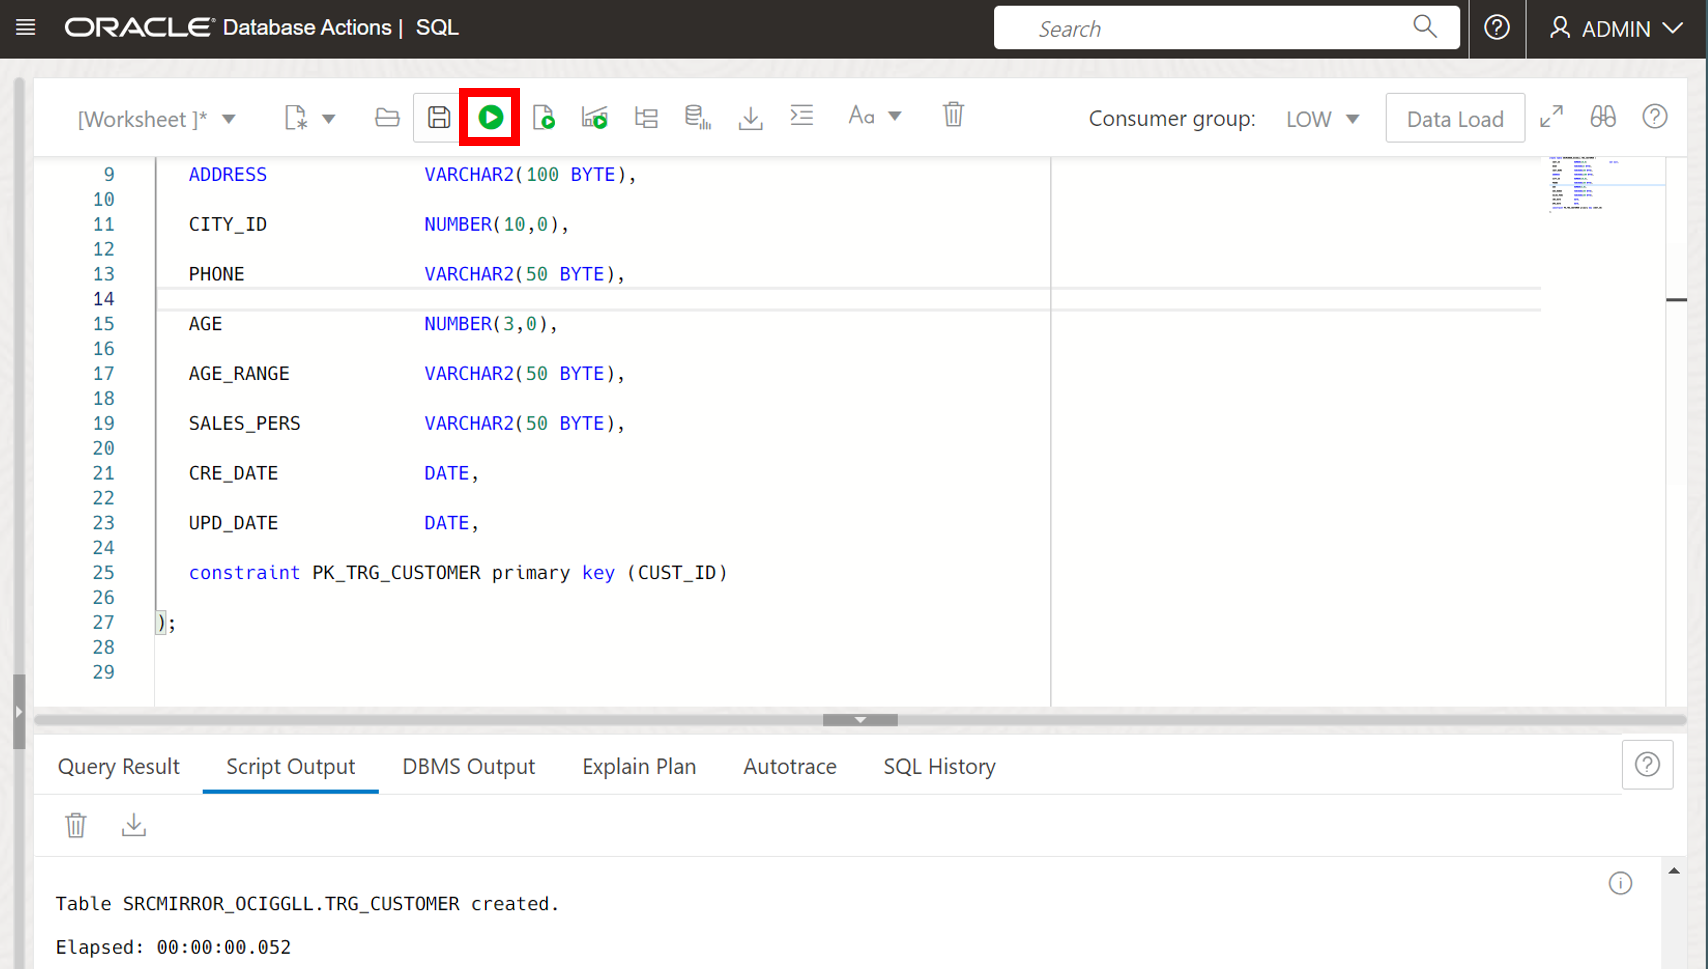 ORACLE® Database Actions | SQL
Search
ADMIN
[Worksheet ]*
Aa
Consumer group: LOW
Data Load
9 ADDRESS VARCHAR2(100 BYTE),
10
11 CITY_ID NUMBER(10,0),
12
13 PHONE VARCHAR2(50 BYTE),
14
15 AGE NUMBER(3,0),
16
17 AGE_RANGE VARCHAR2(50 BYTE),
18
19 SALES_PERS VARCHAR2(50 BYTE),
20
21 CRE_DATE DATE,
22
23 UPD_DATE DATE,
24
25 constraint PK_TRG_CUSTOMER primary key (CUST_ID)
26
27 );
28
29
Query Result Script Output DBMS Output Explain Plan Autotrace SQL History
Table SRCMIRROR_OCIGGLL.TRG_CUSTOMER created.
Elapsed: 00:00:00.052